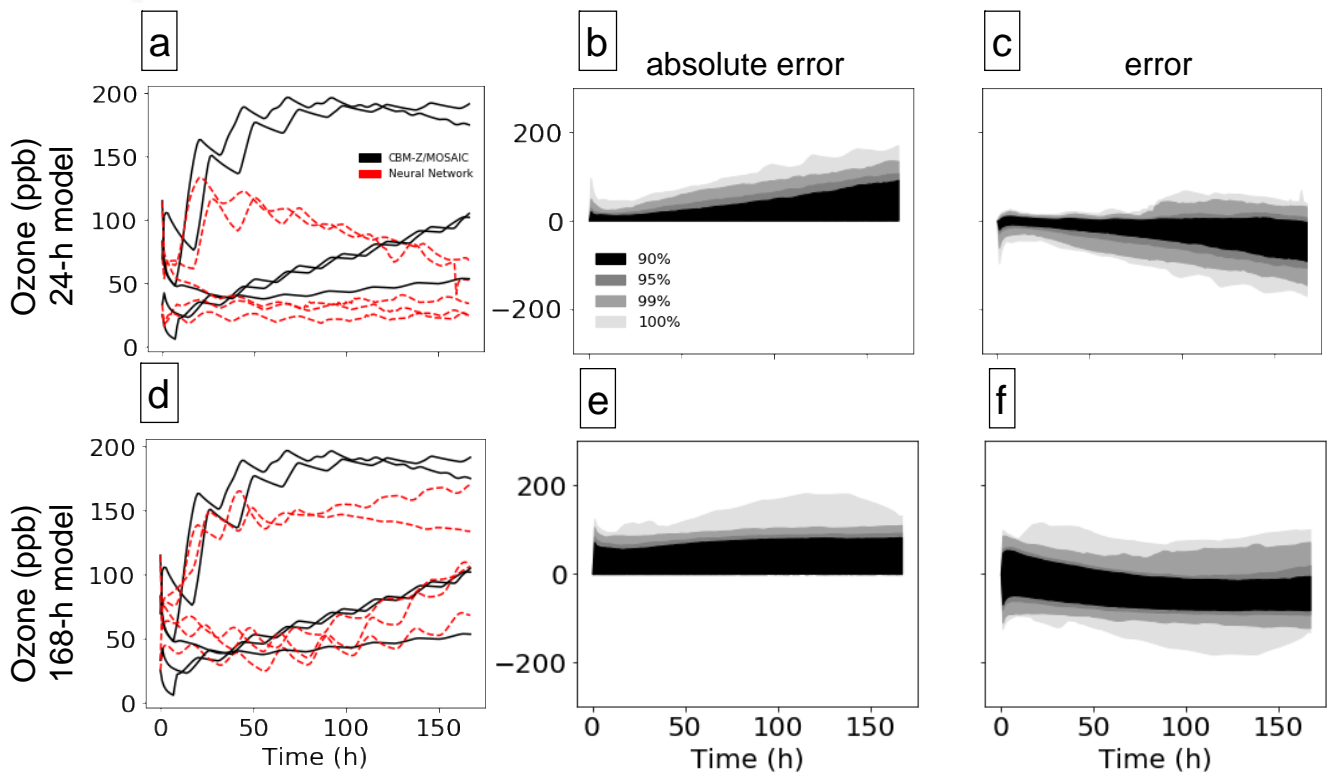 a
b
c
absolute error
error
Ozone (ppb)
24-h model
200
150
100
50
0
CBM-Z/MOSAIC
Neural Network
200
0
−200
90%
95%
99%
100%
d
e
f
Ozone (ppb)
168-h model
200
150
100
50
0
0
50
100
150
Time (h)
200
0
−200
0
50
100
150
Time (h)
0
50
100
150
Time (h)